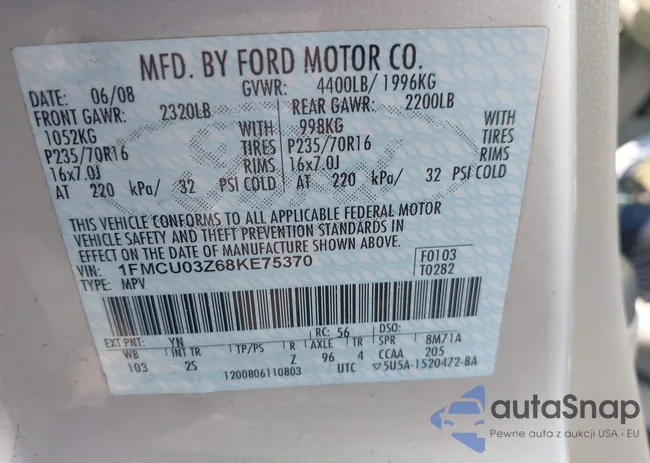 MFD. BY FORD MOTOR CO.
DATE: 06/08 GVWR: 4400LB/ 1996KG
FRONT GAWR: 2320LB REAR GAWR: 2200LB
1052KG WITH 998KG WITH
P235/70R16 TIRES P235/70R16 TIRES
16x7.0J RIMS 16x7.0J RIMS
AT 220 kPa/ 32 PSI COLD AT 220 kPa/ 32 PSI COLD
THIS VEHICLE CONFORMS TO ALL APPLICABLE FEDERAL MOTOR
VEHICLE SAFETY AND THEFT PREVENTION STANDARDS IN
EFFECT ON THE DATE OF MANUFACTURE SHOWN ABOVE.
VIN: 1FMCU03Z68KE75370 F0103
TYPE: MPV T0282
EXT PNT: YN RC: 56 DSO:
WB INT TR TP/PS R AXLE TR SPR 8M71A
103 2S Z 96 4 CCAA 205
1200806110803 UTC ▽5U5A-1520472-BA
autaSnap
Pewne auta z aukcji USA i EU